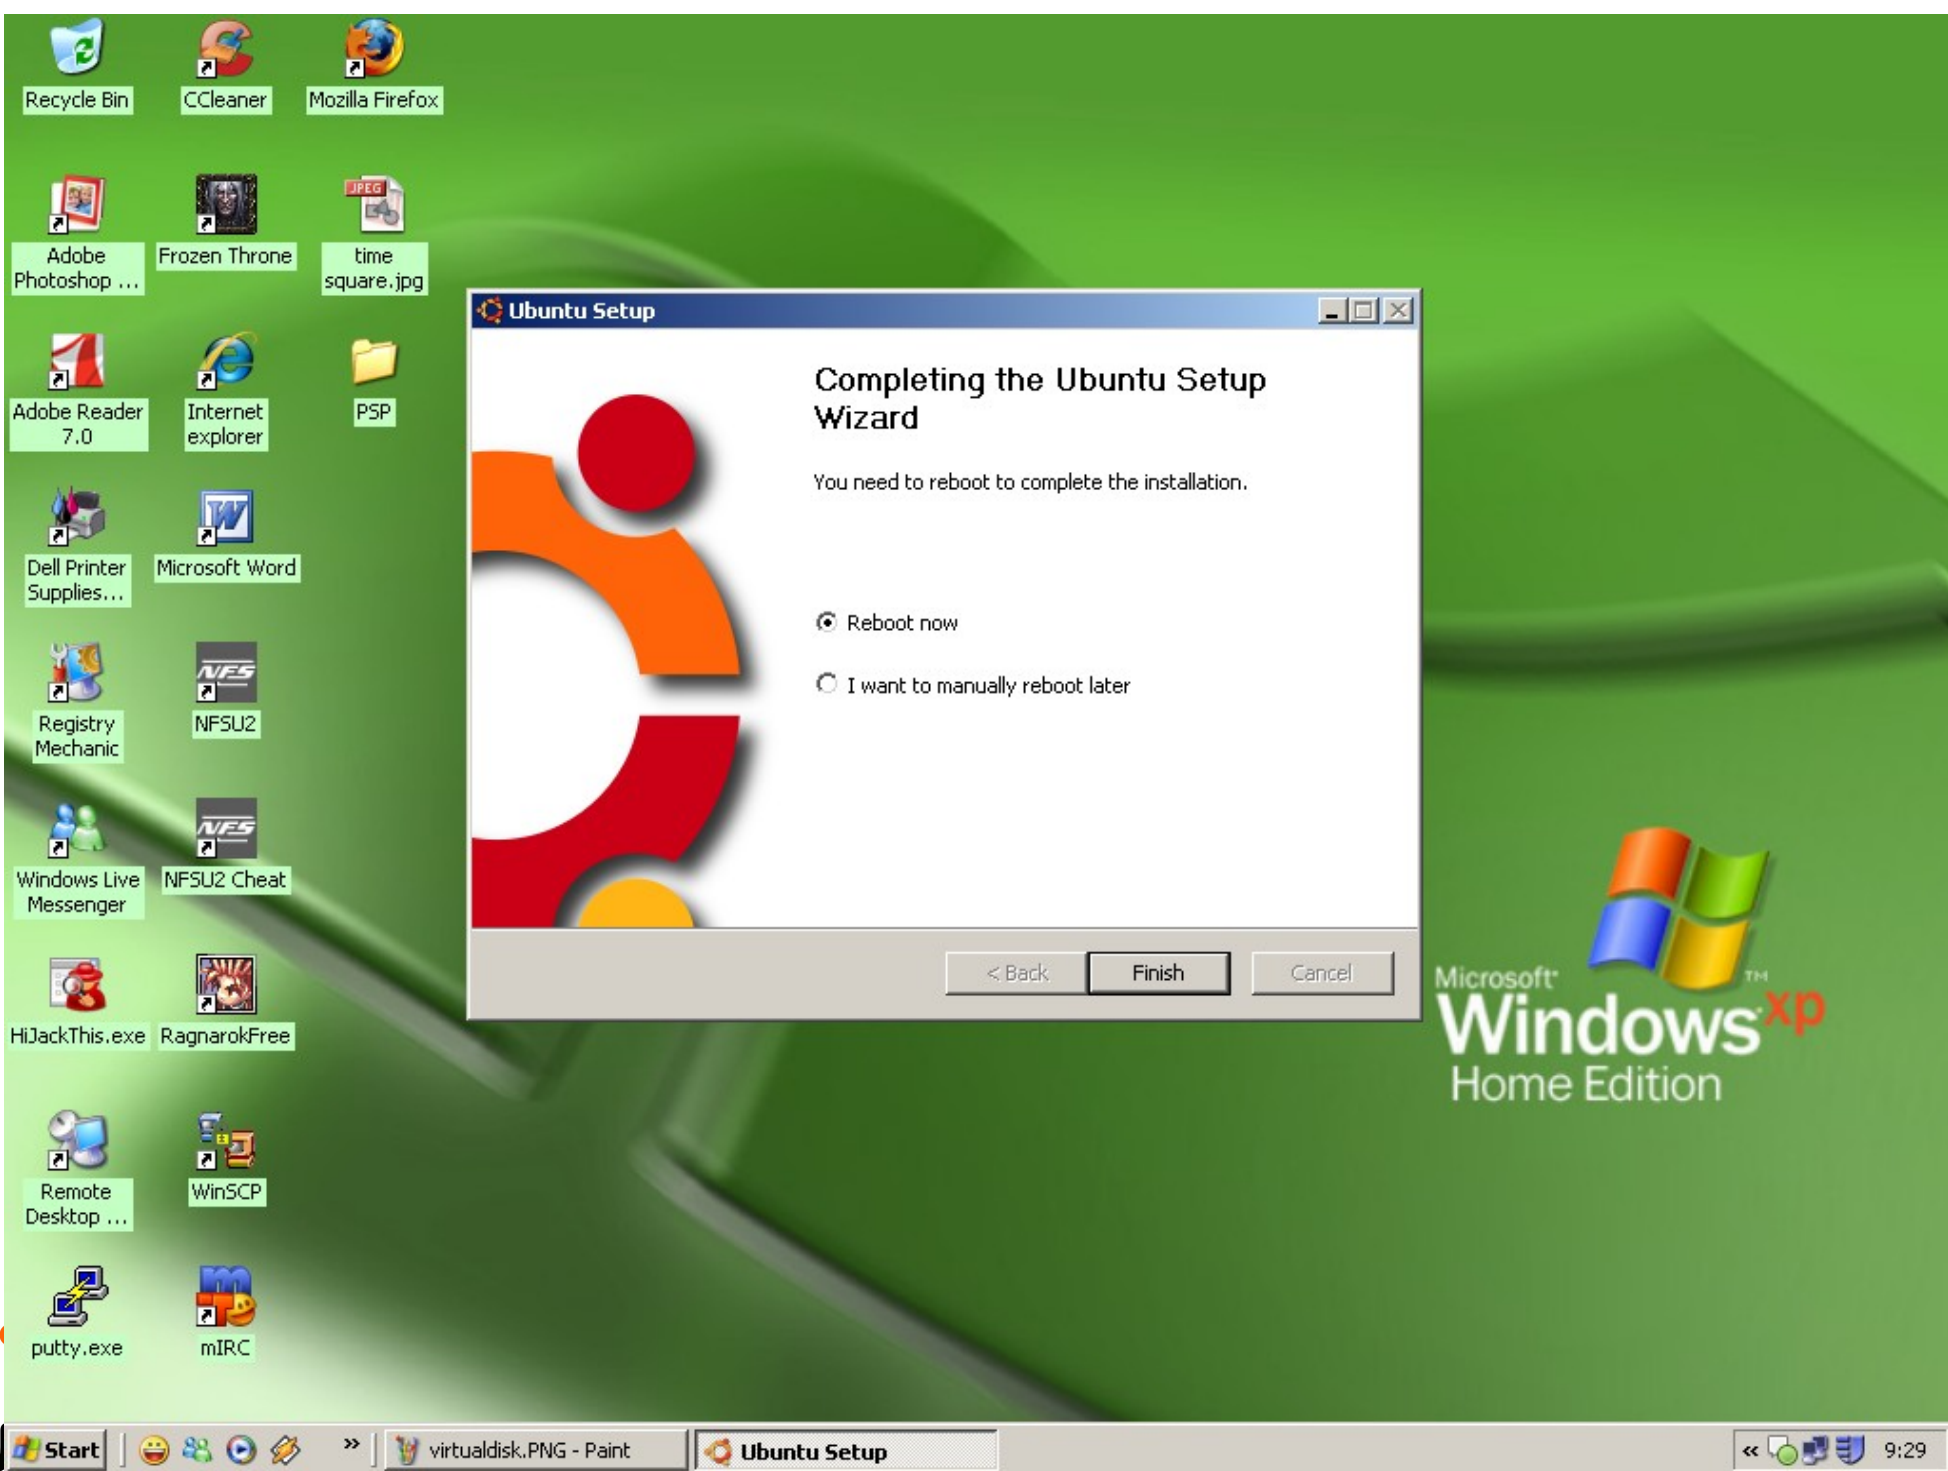 Recycle Bin
CCleaner
Mozilla Firefox
JPEG
Adobe
Photoshop ...
Frozen Throne
time
square.jpg
Adobe Reader
7.0
Internet
explorer
PSP
Dell Printer
Supplies...
W
Microsoft Word
Registry
Mechanic
NFS
NFSU2
Windows Live
Messenger
NFS
NFSU2 Cheat
HiJackThis.exe
RagnarokFree
Remote
Desktop ...
WinSCP
putty.exe
mIRC
Ubuntu Setup
Completing the Ubuntu Setup
Wizard
You need to reboot to complete the installation.
Reboot now
I want to manually reboot later
< Back
Finish
Cancel
Microsoft
Windows xp
TM
Home Edition
Start
»
virtualdisk.PNG - Paint
Ubuntu Setup
«
9:29